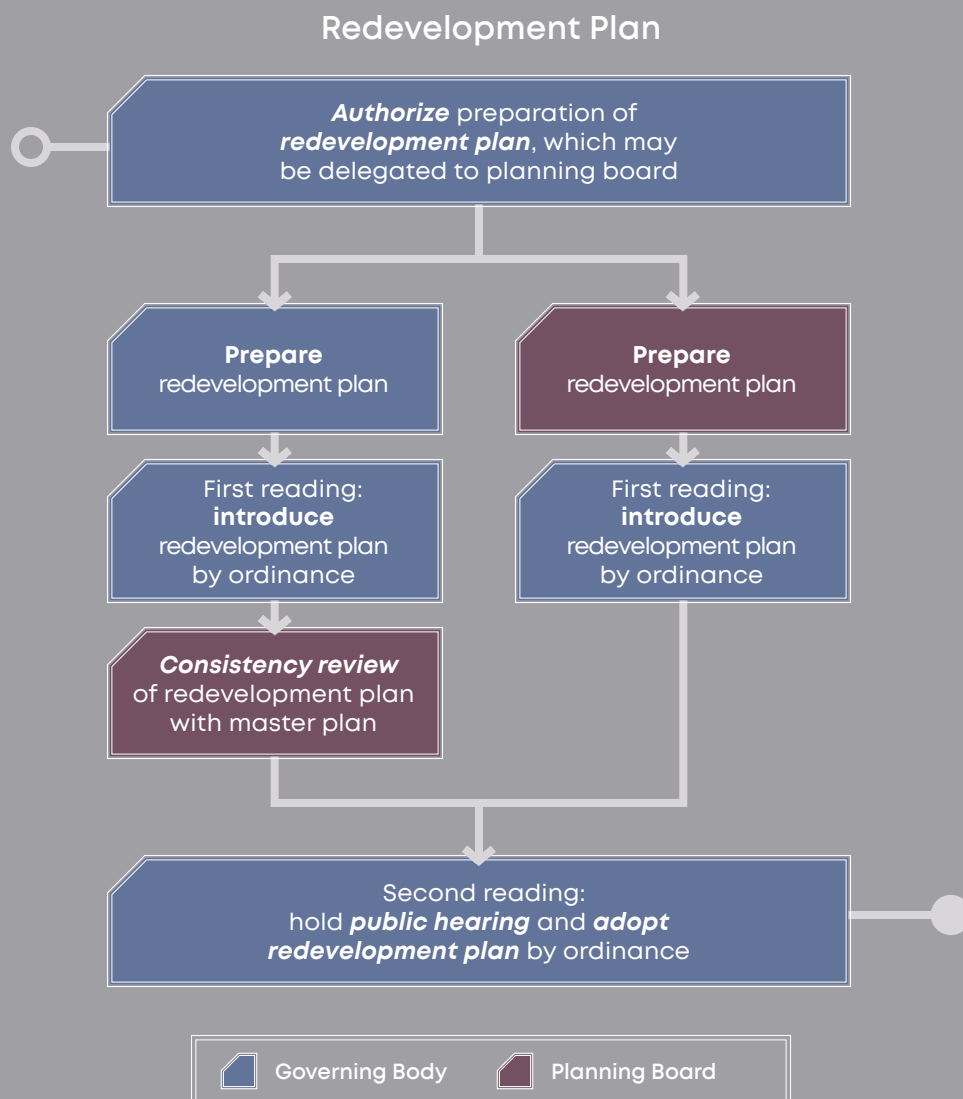 Redevelopment Plan
Authorize preparation of
redevelopment plan, which may
be delegated to planning board
Prepare
redevelopment plan
Prepare
redevelopment plan
First reading:
introduce
redevelopment plan
by ordinance
First reading:
introduce
redevelopment plan
by ordinance
Consistency review
of redevelopment plan
with master plan
Second reading:
hold public hearing and adopt
redevelopment plan by ordinance
Governing Body
Planning Board